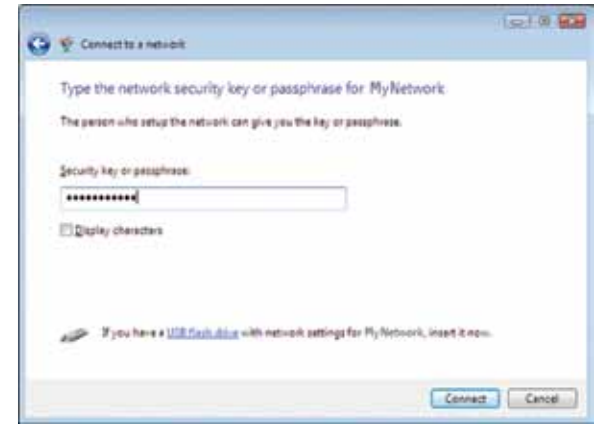 Connect to a network
Type the network security key or passphrase for MyNetwork
The person who setup the network can give you the key or passphrase.
Security key or passphrase:
•••••••••••
Display characters
If you have a USB flash drive with network settings for MyNetwork, insert it now.
Connect Cancel